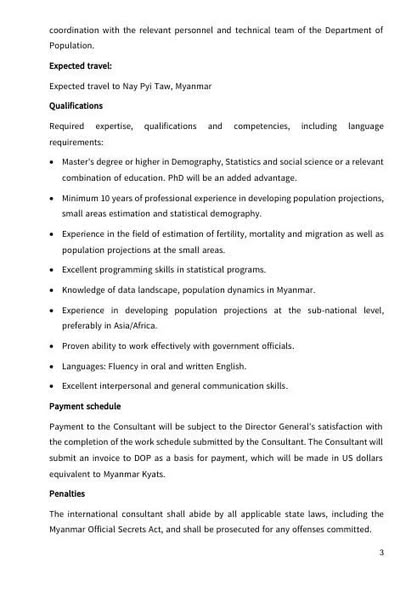 coordination with the relevant personnel and technical team of the Department of
Population.
Expected travel:
Expected travel to Nay Pyi Taw, Myanmar
Qualifications
Required expertise, qualifications and competencies, including language
requirements:
• Master's degree or higher in Demography, Statistics and social science or a relevant
combination of education. PhD will be an added advantage.
• Minimum 10 years of professional experience in developing population projections,
small areas estimation and statistical demography.
• Experience in the field of estimation of fertility, mortality and migration as well as
population projections at the small areas.
• Excellent programming skills in statistical programs.
• Knowledge of data landscape, population dynamics in Myanmar.
• Experience in developing population projections at the sub-national level,
preferably in Asia/Africa.
• Proven ability to work effectively with government officials.
• Languages: Fluency in oral and written English.
• Excellent interpersonal and general communication skills.
Payment schedule
Payment to the Consultant will be subject to the Director General's satisfaction with
the completion of the work schedule submitted by the Consultant. The Consultant will
submit an invoice to DOP as a basis for payment, which will be made in US dollars
equivalent to Myanmar Kyats.
Penalties
The international consultant shall abide by all applicable state laws, including the
Myanmar Official Secrets Act, and shall be prosecuted for any offenses committed.
3